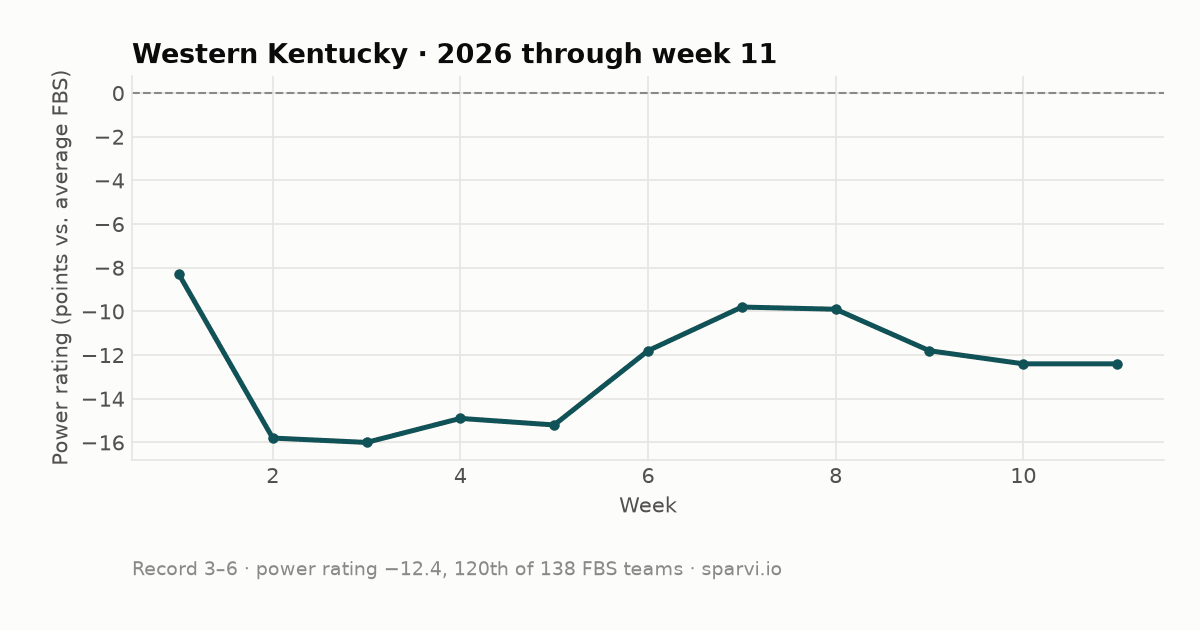 Western Kentucky · 2026 through week 11
Power rating (points vs. average FBS)
0
−2
−4
−6
−8
−10
−12
−14
−16
2 4 6 8 10
Week
Record 3–6 · power rating −12.4, 120th of 138 FBS teams · sparvi.io